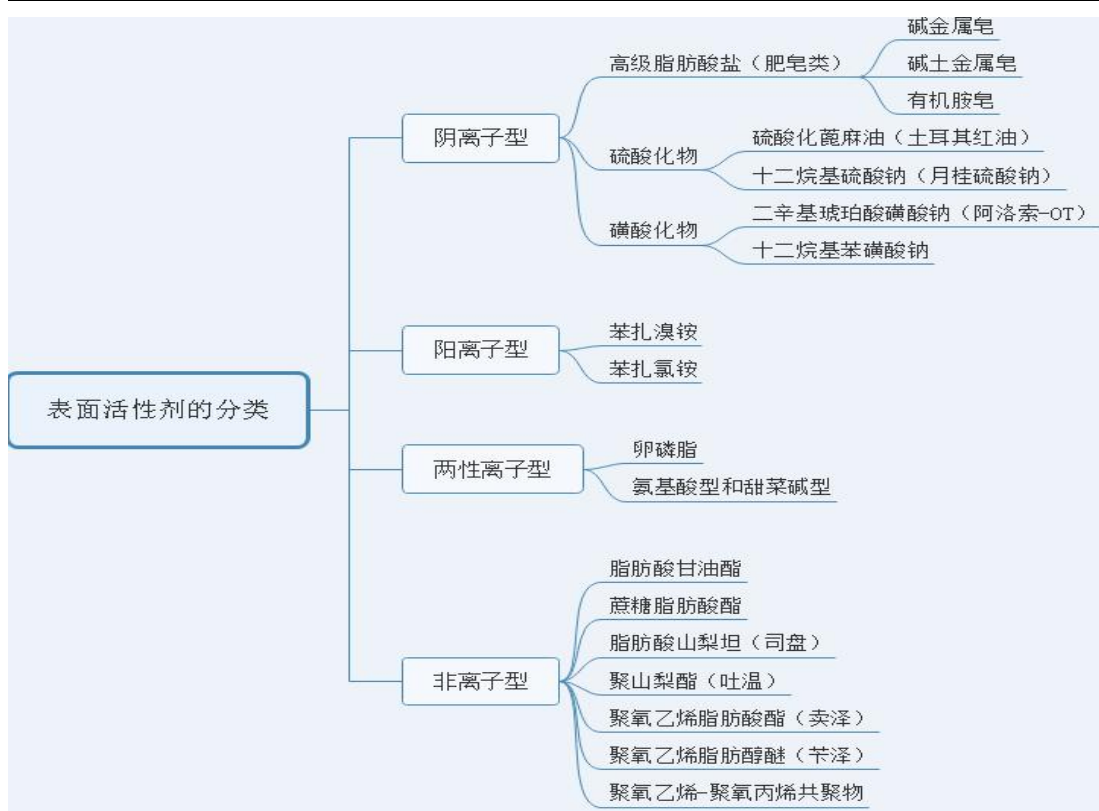 表面活性剂的分类
阴离子型
高级脂肪酸盐（肥皂类）
碱金属皂
碱土金属皂
有机胺皂
硫酸化物
硫酸化蓖麻油（土耳其红油）
十二烷基硫酸钠（月桂硫酸钠）
磺酸化物
二辛基琥珀酸磺酸钠（阿洛索-OT）
十二烷基苯磺酸钠
阳离子型
苯扎溴铵
苯扎氯铵
两性离子型
卵磷脂
氨基酸型和甜菜碱型
非离子型
脂肪酸甘油酯
蔗糖脂肪酸酯
脂肪酸山梨坦（司盘）
聚山梨酯（吐温）
聚氧乙烯脂肪酸酯（卖泽）
聚氧乙烯脂肪醇醚（苄泽）
聚氧乙烯-聚氧丙烯共聚物